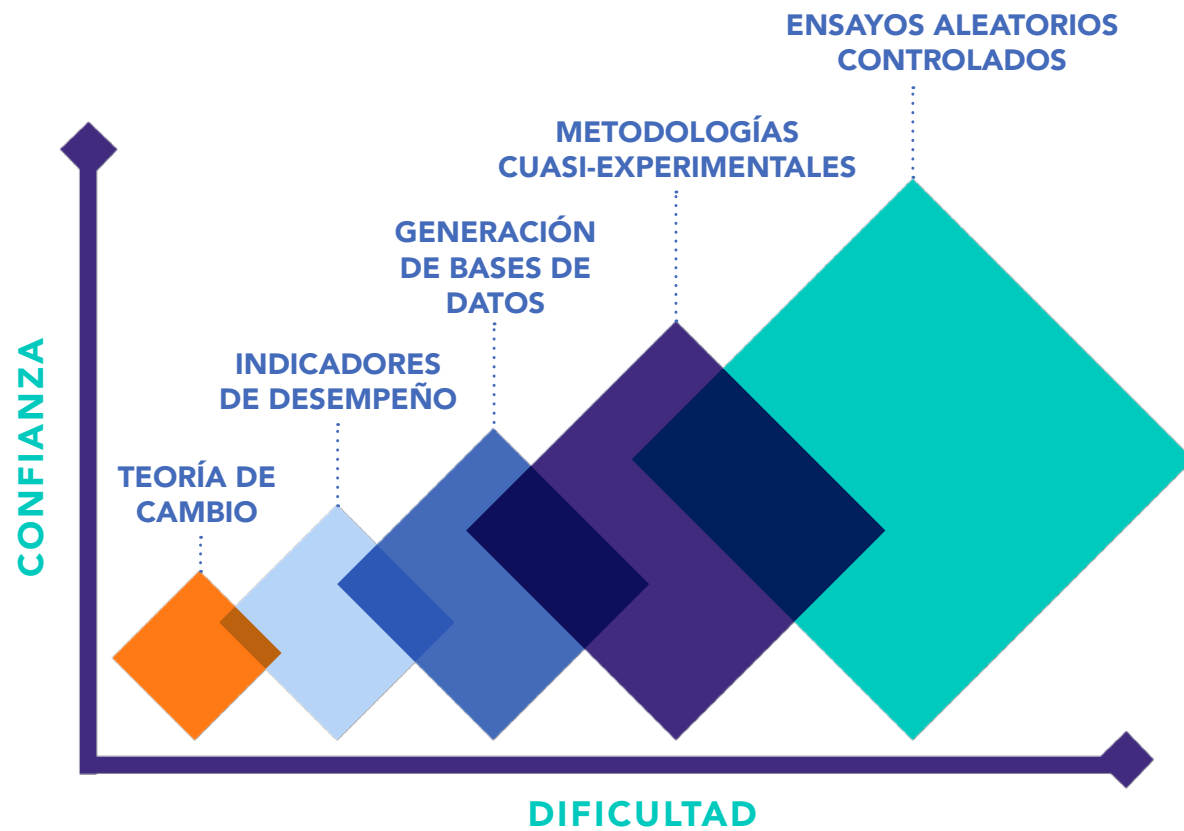 ENSAYOS ALEATORIOS
CONTROLADOS
METODOLOGÍAS
CUASI-EXPERIMENTALES
GENERACIÓN
DE BASES DE
DATOS
INDICADORES
DE DESEMPEÑO
TEORÍA DE
CAMBIO
CONFIANZA
DIFICULTAD